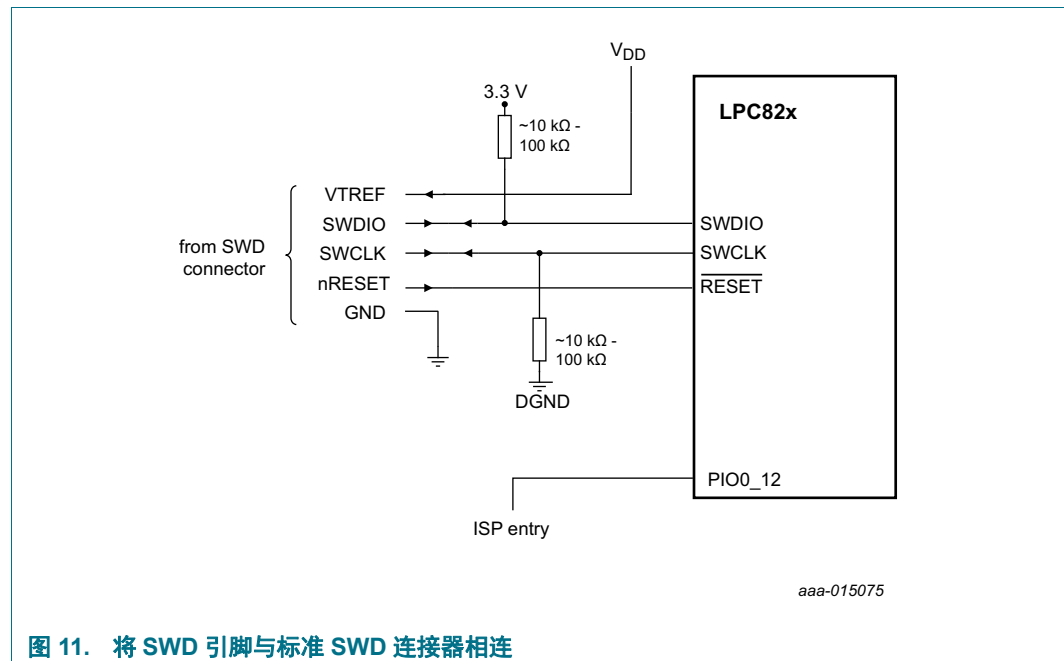 VDD
3.3 V
~10 kΩ -
100 kΩ
LPC82x
from SWD
connector
VTREF
SWDIO
SWCLK
nRESET
GND
SWDIO
SWCLK
RESET
~10 kΩ -
100 kΩ
DGND
PIO0_12
ISP entry
aaa-015075
图 11. 将 SWD 引脚与标准 SWD 连接器相连